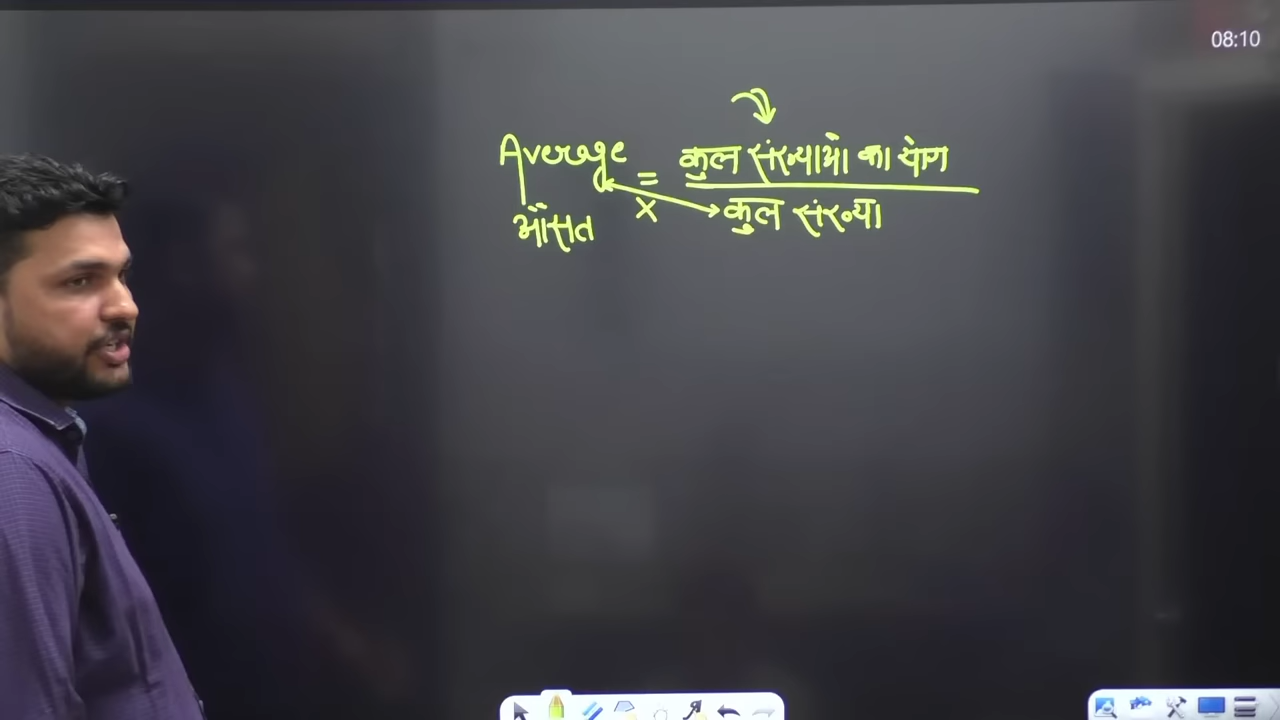 08:10
Average = कुल संख्याओं का योग
औसत × कुल संख्या